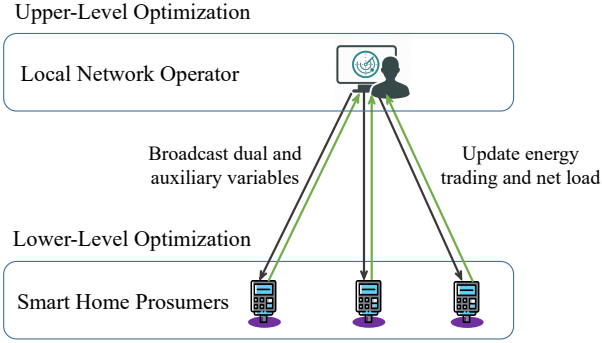 Upper-Level Optimization
Local Network Operator
Broadcast dual and
auxiliary variables
Update energy
trading and net load
Lower-Level Optimization
Smart Home Prosumers